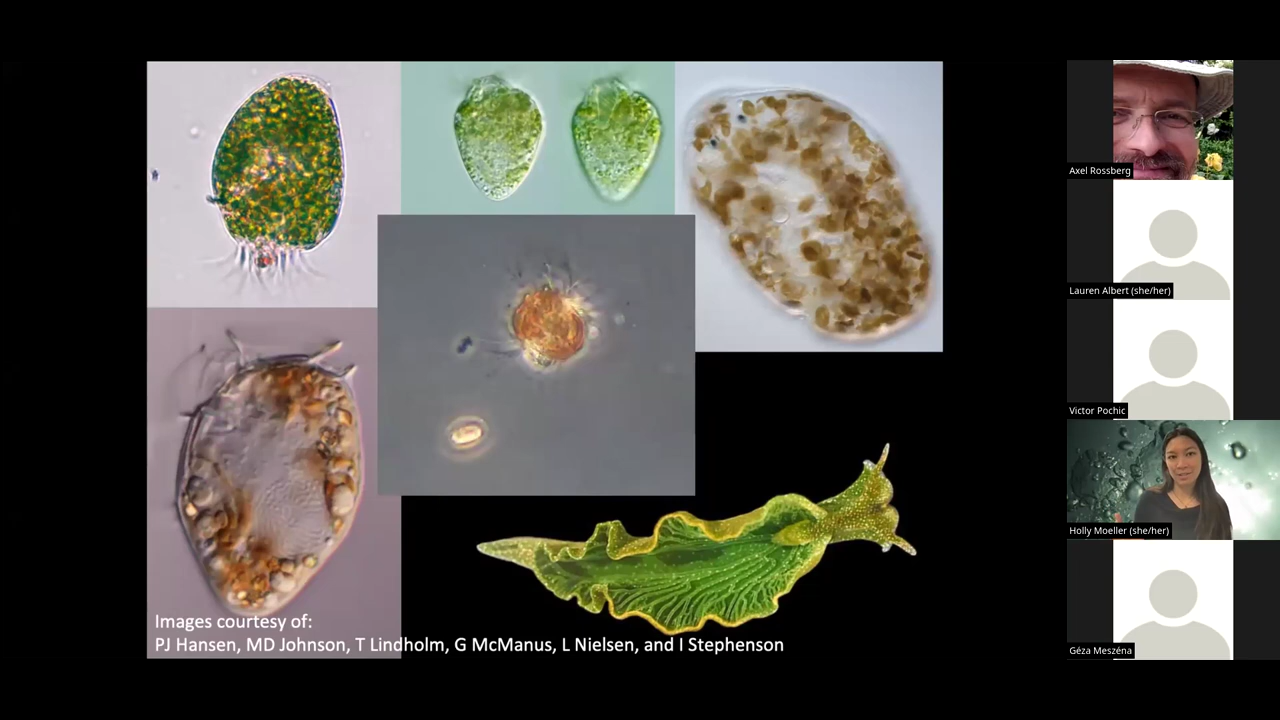 Images courtesy of:
PJ Hansen, MD Johnson, T Lindholm, G McManus, L Nielsen, and I Stephenson
Axel Rossberg
Lauren Albert (she/her)
Victor Pochic
Holly Moeller (she/her)
Géza Meszéna